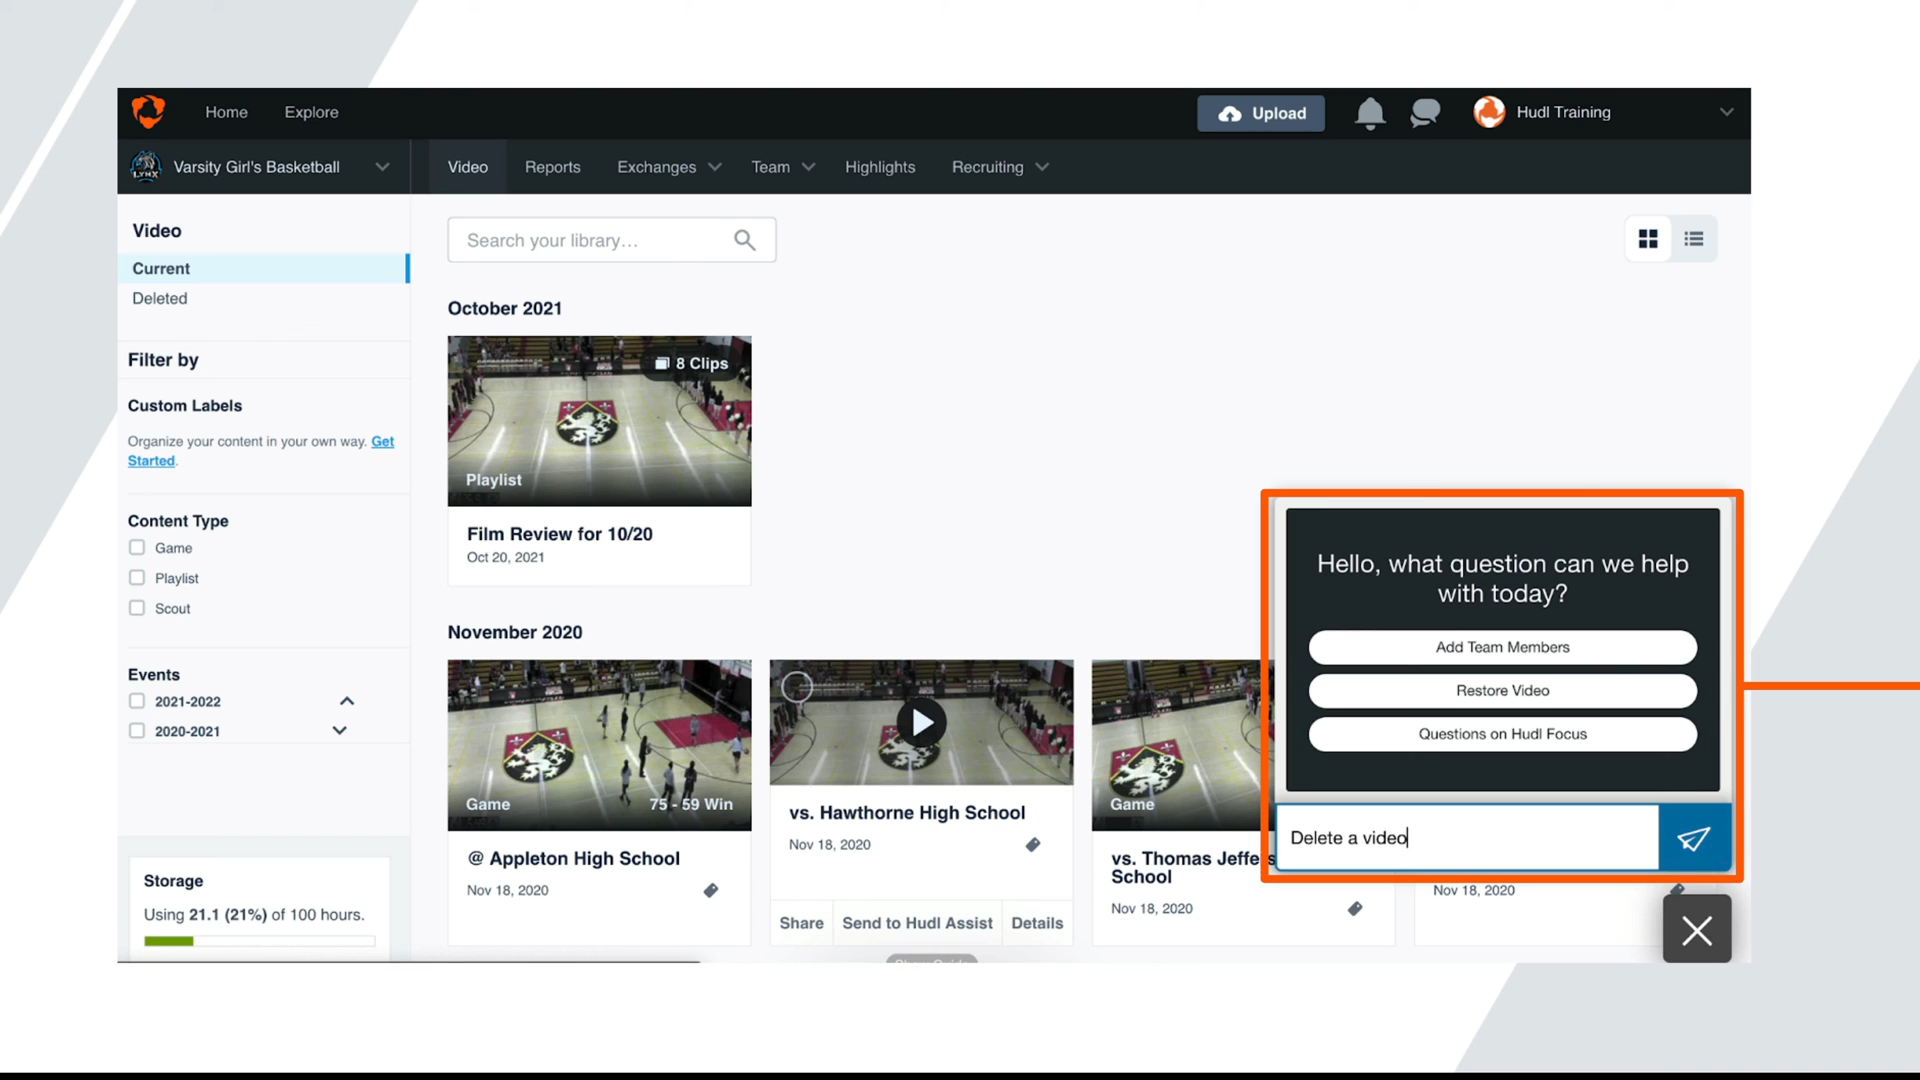 Home
Explore
Upload
Hudl Training
LYNX
Varsity Girl's Basketball
Video
Reports
Exchanges
Team
Highlights
Recruiting
Video
Current
Deleted
Filter by
Custom Labels
Organize your content in your own way. Get
Started.
Content Type
Game
Playlist
Scout
Events
2021-2022
2020-2021
Storage
Using 21.1 (21%) of 100 hours.
Search your library...
October 2021
8 Clips
Playlist
Film Review for 10/20
Oct 20, 2021
November 2020
Game
75 - 59 Win
@ Appleton High School
Nov 18, 2020
vs. Hawthorne High School
Nov 18, 2020
Share
Send to Hudl Assist
Details
Game
vs. Thomas Jeffers
School
Nov 18, 2020
Nov 18, 2020
Hello, what question can we help
with today?
Add Team Members
Restore Video
Questions on Hudl Focus
Delete a video